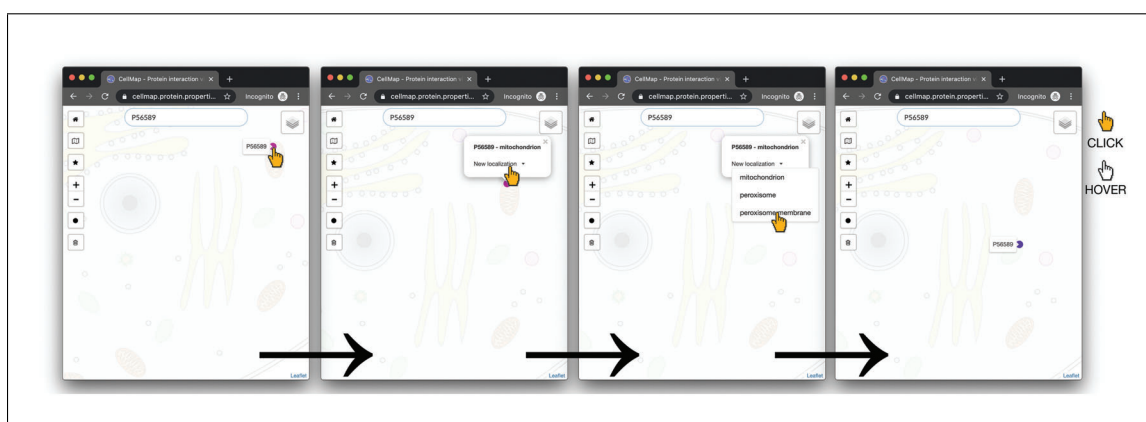 CellMap - Protein interaction v
cellmap.protein.properti...
Incognito
P56589
P56589
Leaflet
CellMap - Protein interaction v
cellmap.protein.properti...
Incognito
P56589
P56589 - mitochondrion
New localization
Leaflet
CellMap - Protein interaction v
cellmap.protein.properti...
Incognito
P56589
P56589 - mitochondrion
New localization
mitochondrion
peroxisome
peroxisome membrane
Leaflet
CellMap - Protein interaction v
cellmap.protein.properti...
Incognito
P56589
P56589
Leaflet
CLICK
HOVER